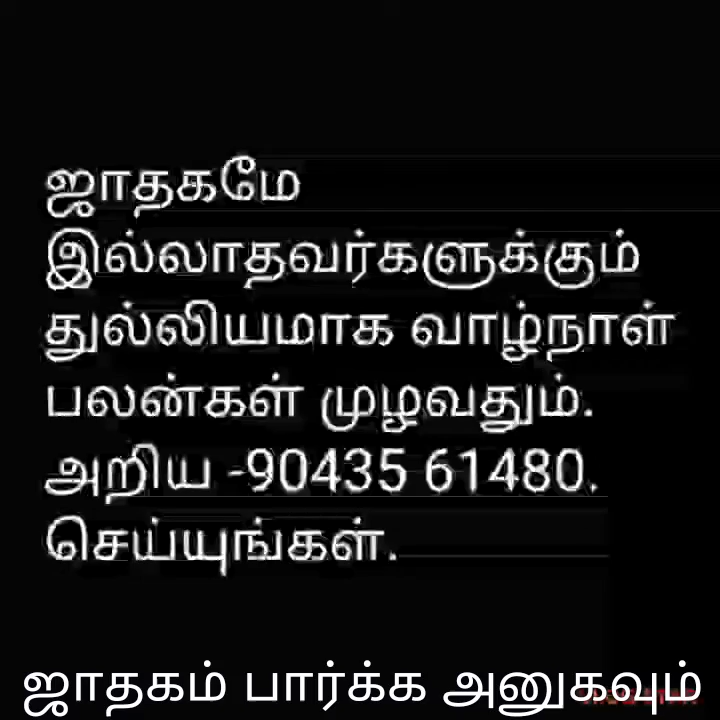 ஜாதகமே
இல்லாதவர்களுக்கும்
துல்லியமாக வாழ்நாள்
பலன்கள் முழவதும்.
அறிய -90435 61480.
செய்யுங்கள்.
ஜாதகம் பார்க்க அனுகவும்